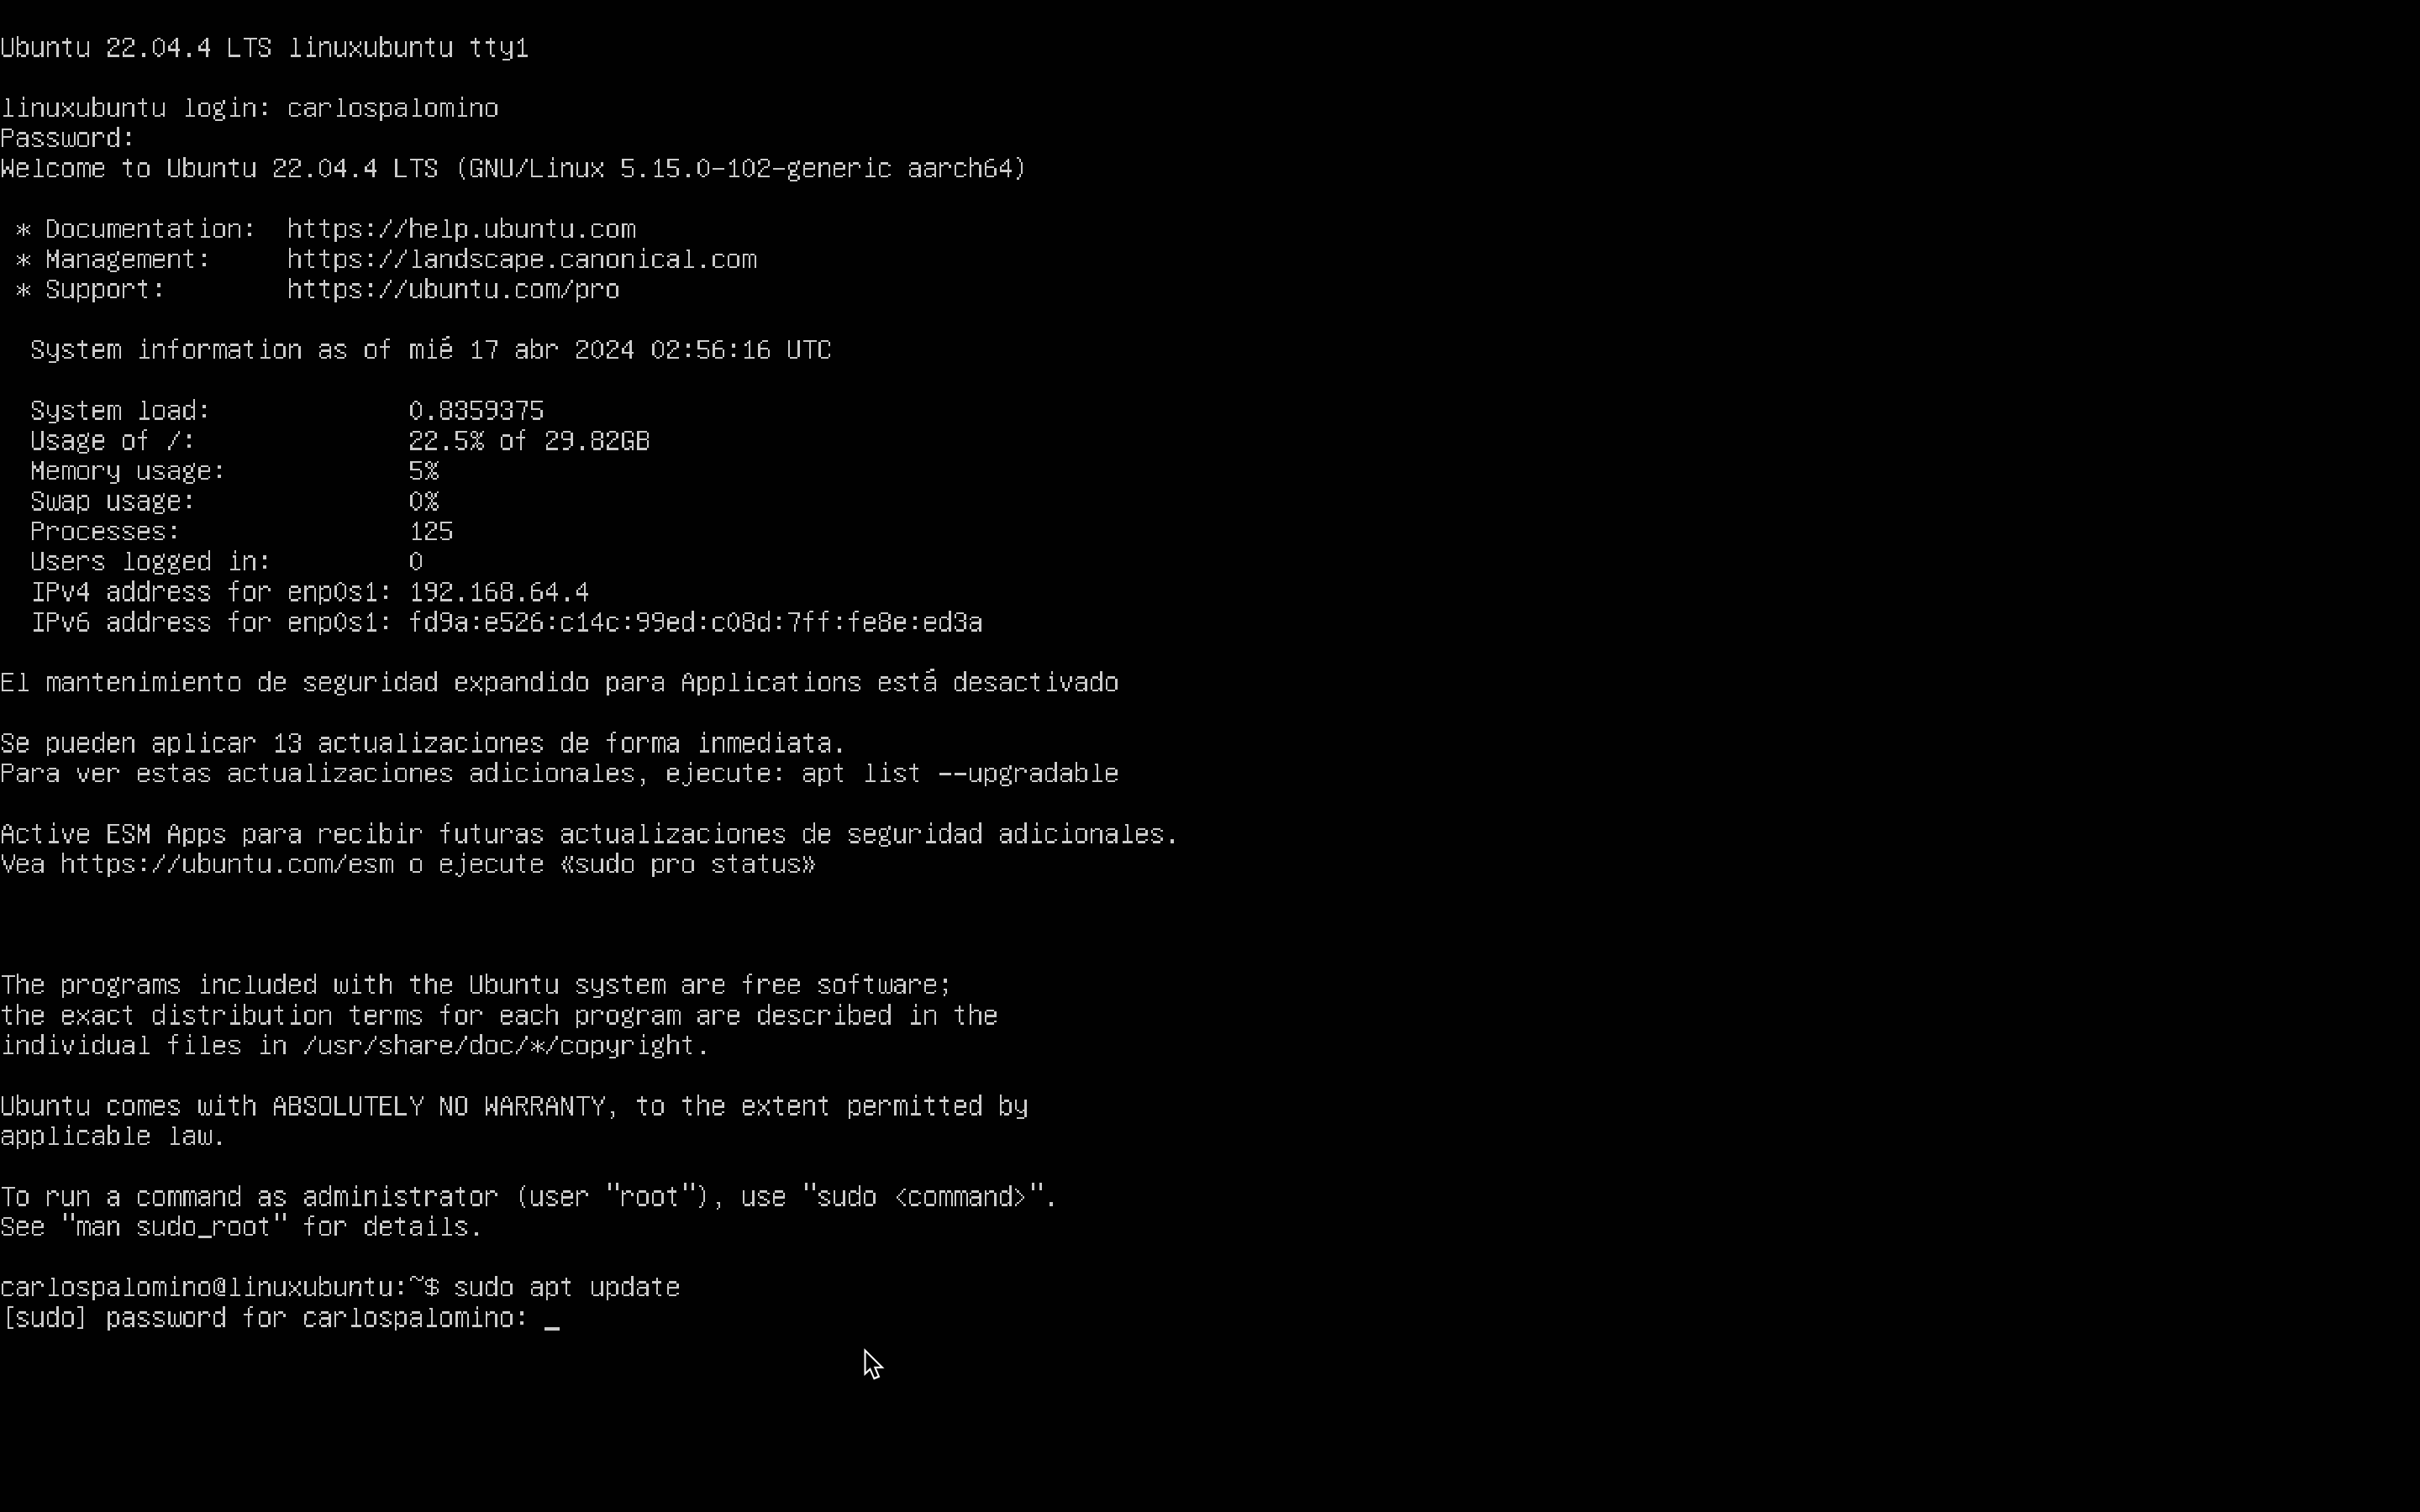 Ubuntu 22.04.4 LTS linuxubuntu tty1
linuxubuntu login: carlospalomino
Password:
Welcome to Ubuntu 22.04.4 LTS (GNU/Linux 5.15.0-102-generic aarch64)
* Documentation:  https://help.ubuntu.com
* Management:     https://landscape.canonical.com
* Support:        https://ubuntu.com/pro
System information as of mié 17 abr 2024 02:56:16 UTC
System load:             0.8359375
Usage of /:              22.5% of 29.82GB
Memory usage:            5%
Swap usage:              0%
Processes:               125
Users logged in:         0
IPv4 address for enp0s1: 192.168.64.4
IPv6 address for enp0s1: fd9a:e526:c14c:99ed:c08d:7ff:fe8e:ed3a
El mantenimiento de seguridad expandido para Applications está desactivado
Se pueden aplicar 13 actualizaciones de forma inmediata.
Para ver estas actualizaciones adicionales, ejecute: apt list --upgradable
Active ESM Apps para recibir futuras actualizaciones de seguridad adicionales.
Vea https://ubuntu.com/esm o ejecute «sudo pro status»
The programs included with the Ubuntu system are free software;
the exact distribution terms for each program are described in the
individual files in /usr/share/doc/*/copyright.
Ubuntu comes with ABSOLUTELY NO WARRANTY, to the extent permitted by
applicable law.
To run a command as administrator (user "root"), use "sudo <command>".
See "man sudo_root" for details.
carlospalomino@linuxubuntu:~$ sudo apt update
[sudo] password for carlospalomino: _